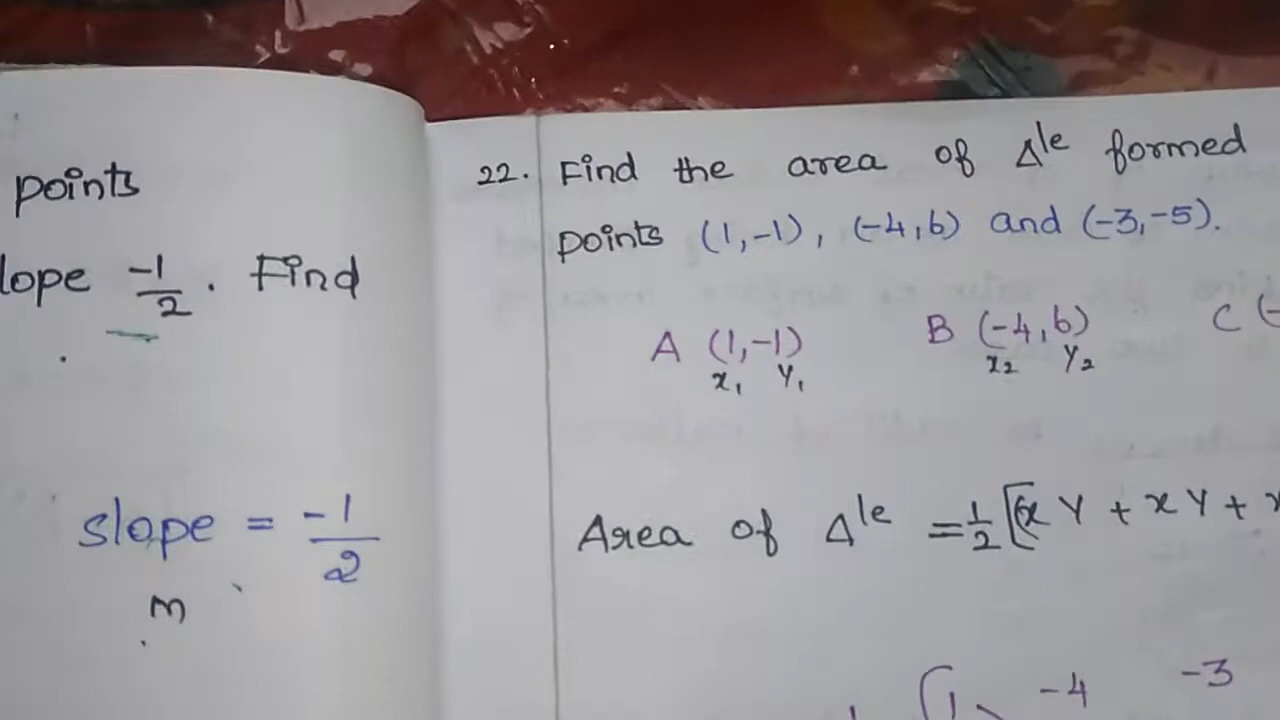 points
lope -1/2 . Find
slope = -1/2
m
22. Find the area of Δle formed
points (1,-1), (-4,6) and (-3,-5).
A (1,-1) B (-4,6) C (-
x₁ y₁ x₂ y₂
Area of Δle = 1/2 [(x y + x y + x
1 -4 -3